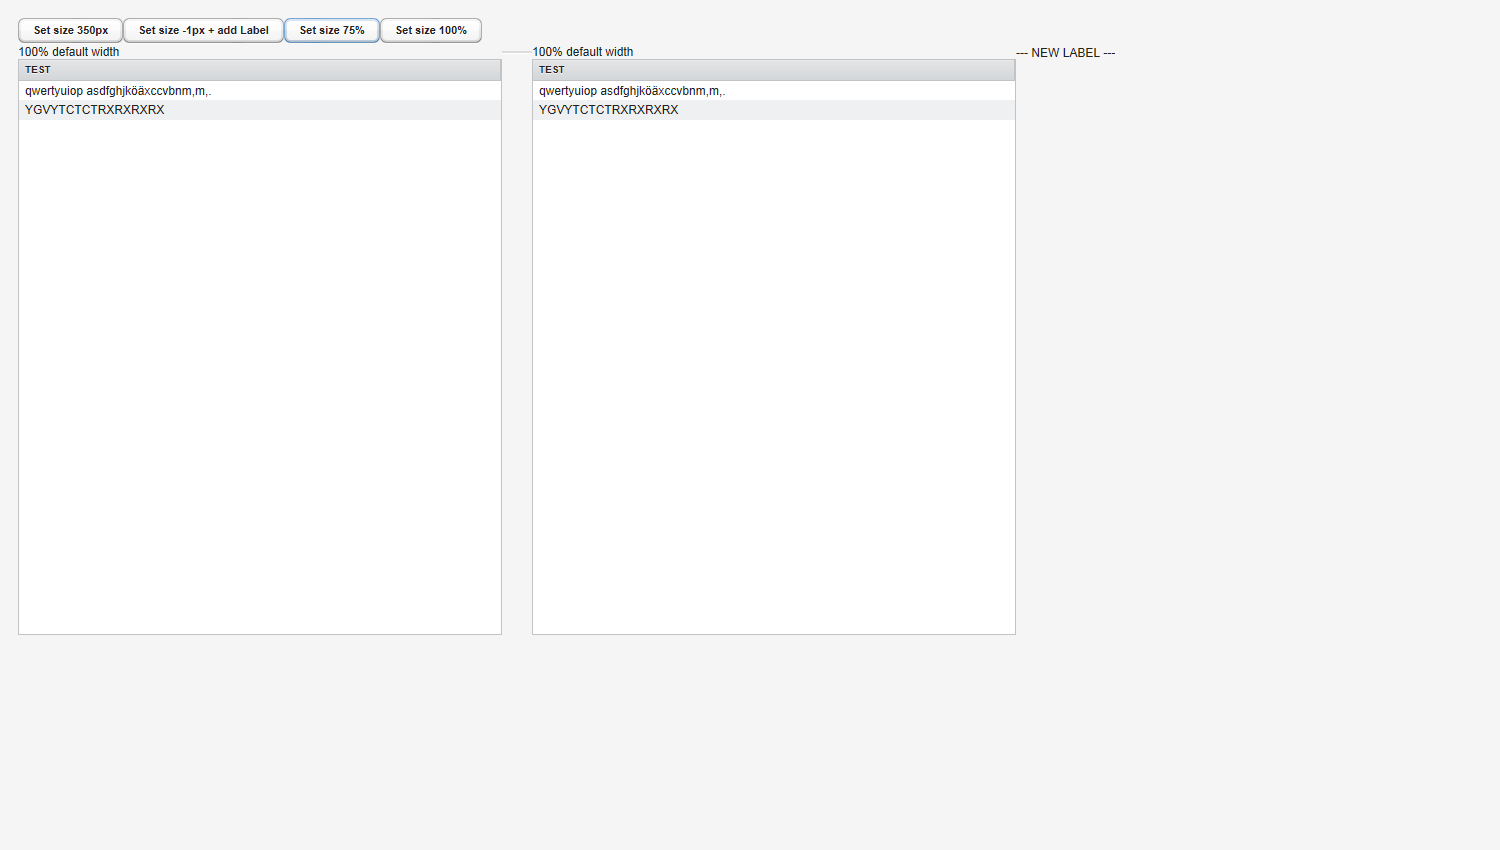 Set size 350px Set size -1px + add Label Set size 75% Set size 100%
100% default width 100% default width --- NEW LABEL ---
TEST TEST
qwertyuiop asdfghjköäxccvbnm,m,. qwertyuiop asdfghjköäxccvbnm,m,.
YGVYTCTCTRXRXRXRX YGVYTCTCTRXRXRXRX